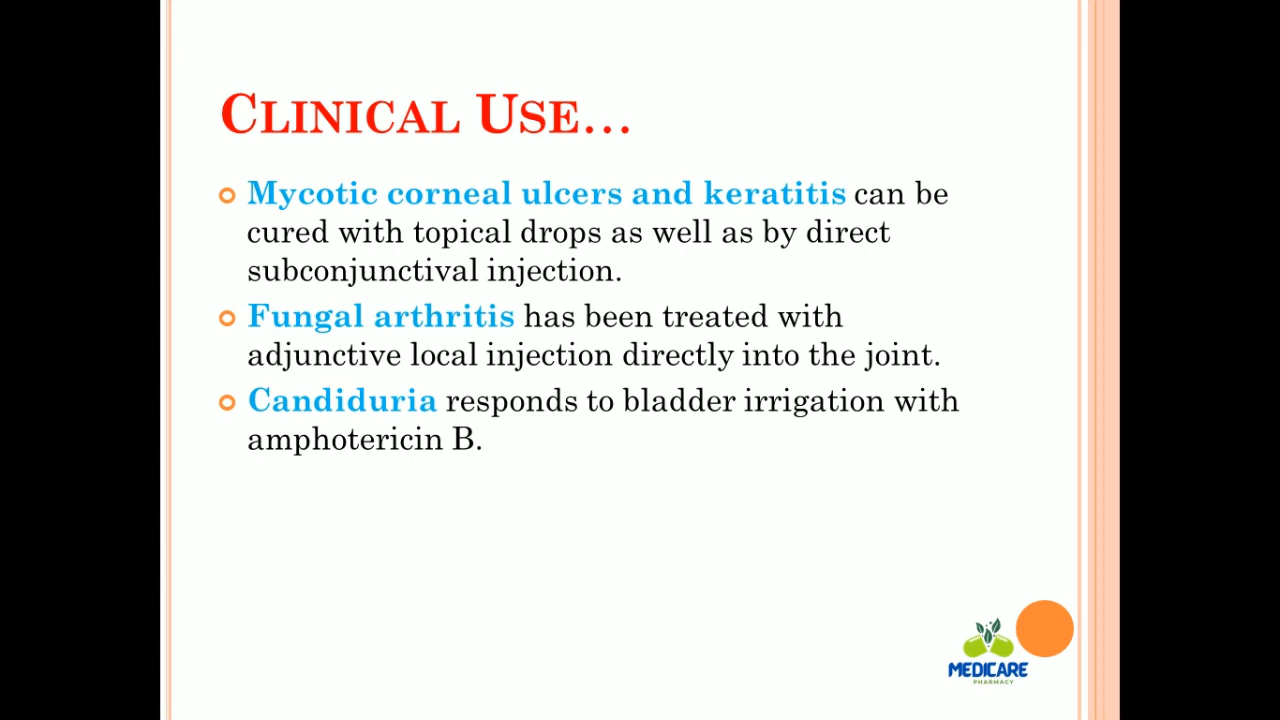 CLINICAL USE…
Mycotic corneal ulcers and keratitis can be
cured with topical drops as well as by direct
subconjunctival injection.
Fungal arthritis has been treated with
adjunctive local injection directly into the joint.
Candiduria responds to bladder irrigation with
amphotericin B.
MEDICARE
PHARMACY